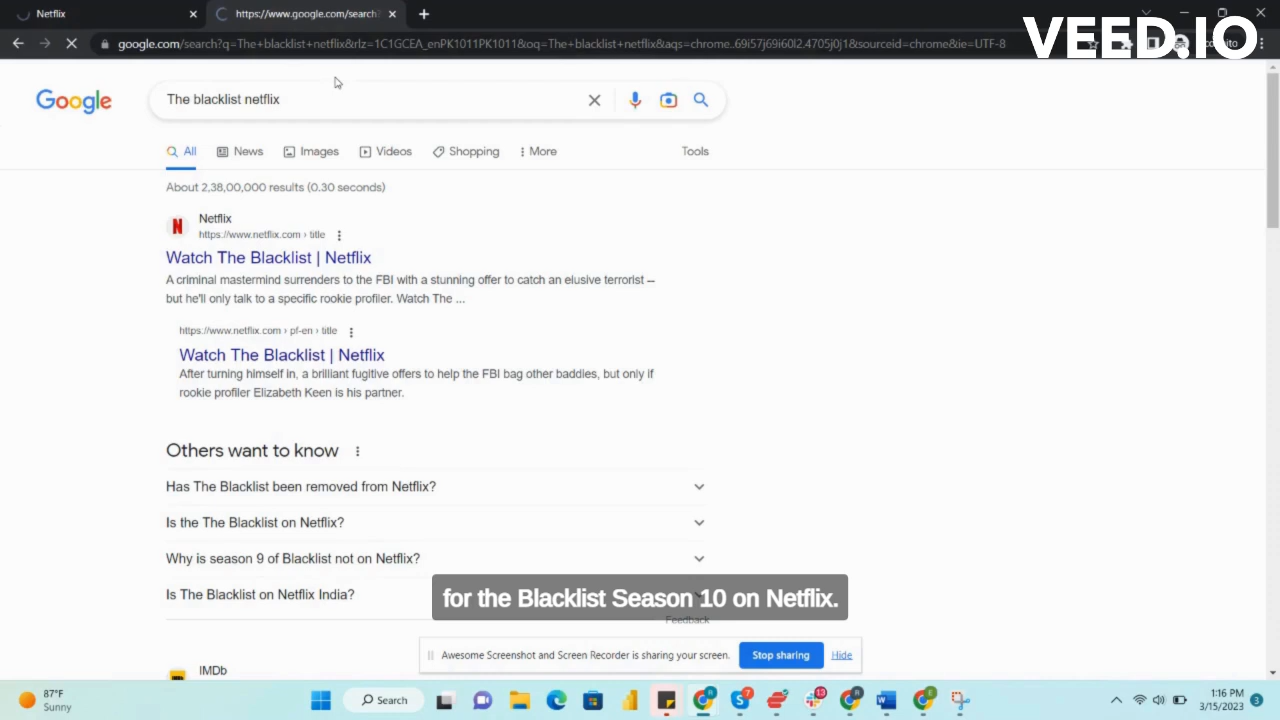 Netflix
https://www.google.com/search?
VEED.IO
google.com/search?q=The+blacklist+netflix&rlz=1C1GCEA_enPK1011PK1011&oq=The+blacklist+netflix&aqs=chrome..69i57j69i60l2.4705j0j1&sourceid=chrome&ie=UTF-8
Google
The blacklist netflix
All News Images Videos Shopping More Tools
About 2,38,00,000 results (0.30 seconds)
N
Netflix
https://www.netflix.com › title
Watch The Blacklist | Netflix
A criminal mastermind surrenders to the FBI with a stunning offer to catch an elusive terrorist —
but he'll only talk to a specific rookie profiler. Watch The ...
https://www.netflix.com › pf-en › title
Watch The Blacklist | Netflix
After turning himself in, a brilliant fugitive offers to help the FBI bag other baddies, but only if
rookie profiler Elizabeth Keen is his partner.
Others want to know
Has The Blacklist been removed from Netflix?
Is the The Blacklist on Netflix?
Why is season 9 of Blacklist not on Netflix?
Is The Blacklist on Netflix India?
for the Blacklist Season 10 on Netflix.
Feedback
Awesome Screenshot and Screen Recorder is sharing your screen. Stop sharing Hide
IMDb
87°F
Sunny
Search
7
13
1:16 PM
3/15/2023
3